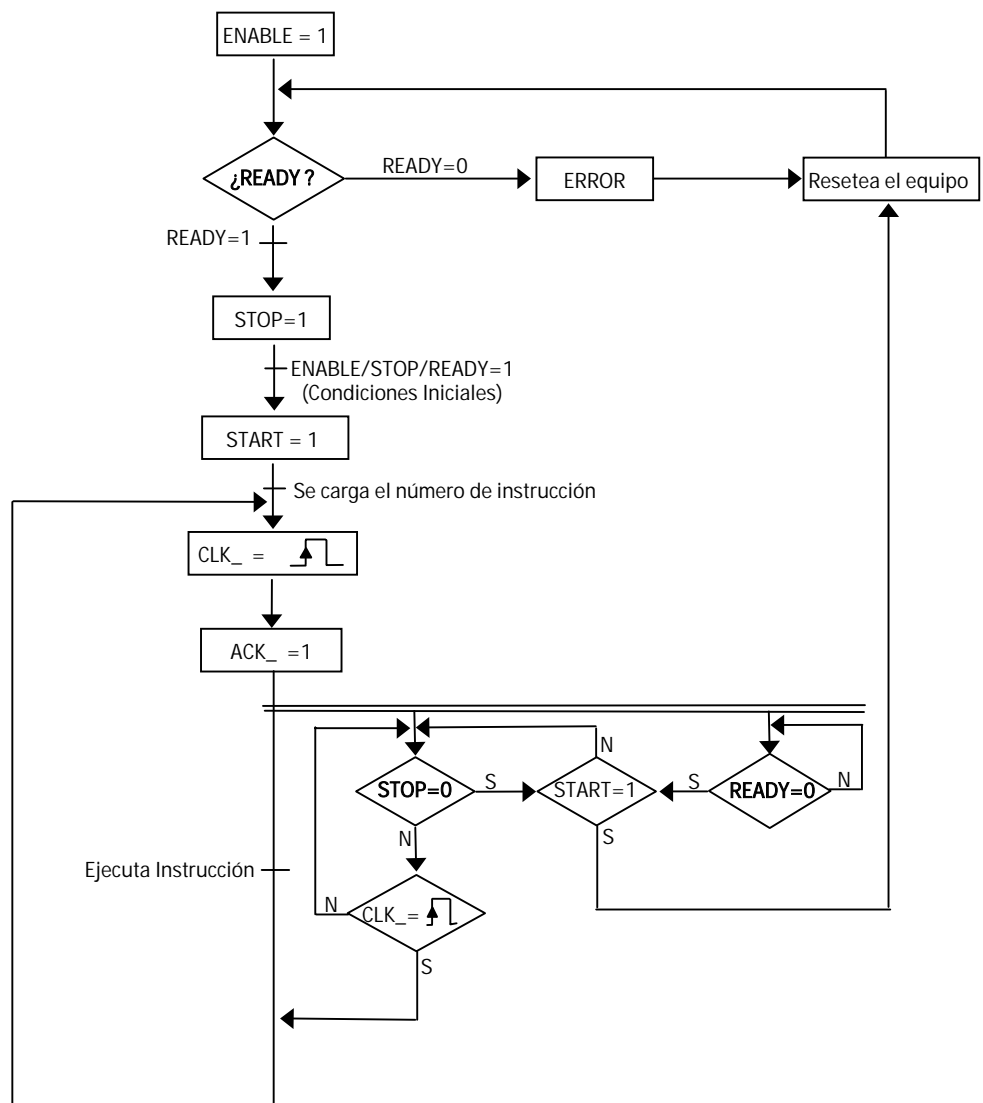 ENABLE = 1
¿READY ?
READY=0
ERROR
Resetea el equipo
READY=1
STOP=1
ENABLE/STOP/READY=1
(Condiciones Iniciales)
START = 1
Se carga el número de instrucción
CLK_ =
ACK_ =1
N
STOP=0
S
START=1
S
READY=0
N
N
S
Ejecuta Instrucción
N
CLK_=
S